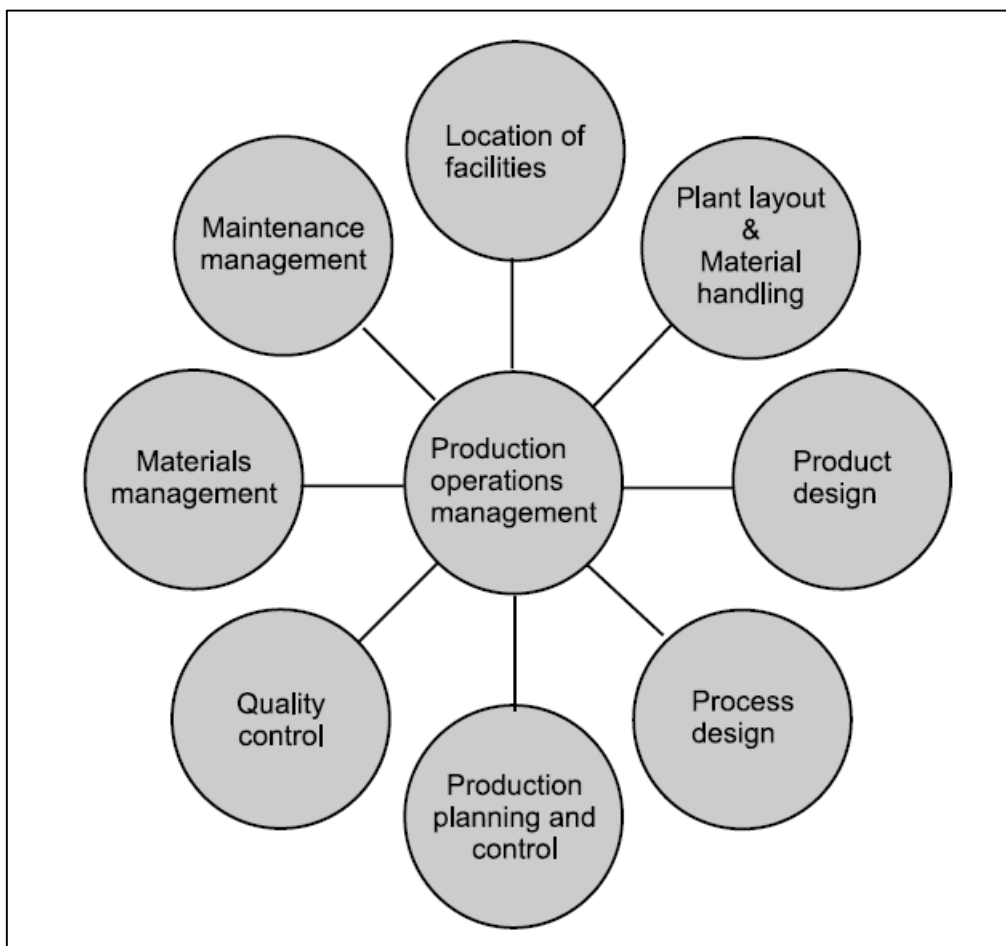 Location of
facilities
Plant layout
&
Material
handling
Product
design
Process
design
Production
planning and
control
Quality
control
Materials
management
Maintenance
management
Production
operations
management